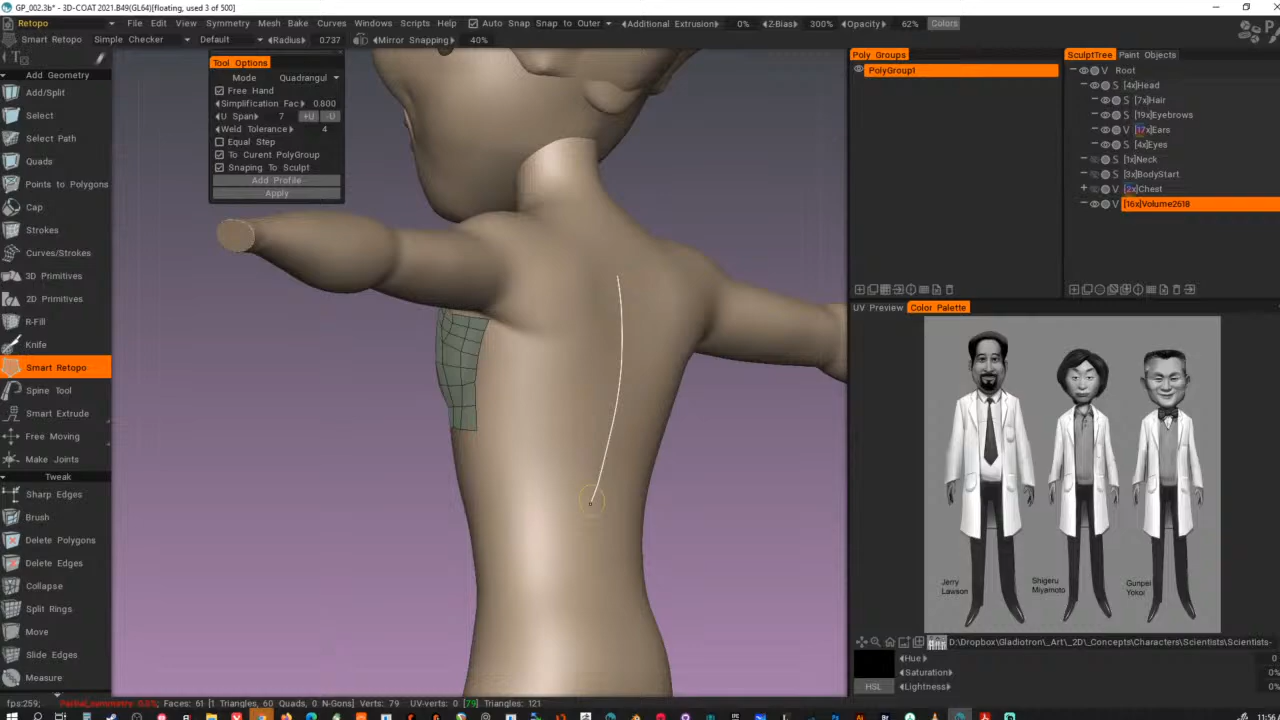 GP_002.3b* - 3D-COAT 2021.B49(GL64)[floating, used 3 of 500]
Retopo File Edit View Symmetry Mesh Bake Curves Windows Scripts Help Auto Snap Snap to Outer Additional Extrusion 0% Z-Bias 300% Opacity 62% Colors
Smart Retopo Simple Checker Default Radius 0.737 Mirror Snapping 40%
Add Geometry
Add/Split
Select
Select Path
Quads
Points to Polygons
Cap
Strokes
Curves/Strokes
3D Primitives
2D Primitives
R-Fill
Knife
Smart Retopo
Spine Tool
Smart Extrude
Free Moving
Make Joints
Tweak
Sharp Edges
Brush
Delete Polygons
Delete Edges
Collapse
Split Rings
Move
Slide Edges
Measure
Tool Options
Mode Quadrangul
Free Hand
Simplification Fac 0.800
U Span 7 +U -U
Weld Tolerance 4
Equal Step
To Curent PolyGroup
Snaping To Sculpt
Add Profile
Apply
Poly Groups
PolyGroup1
SculptTree Paint Objects
V Root
S [4x]Head
S [7x]Hair
S [19x]Eyebrows
V [17x]Ears
S [4x]Eyes
S [1x]Neck
S [3x]BodyStart
V [2x]Chest
V [16x]Volume2618
UV Preview Color Palette
Jerry Lawson
Shigeru Miyamoto
Gunpei Yokoi
D:\Dropbox\Gladiotron\_Art\_2D\_Concepts\Characters\Scientists\Scientists-
Hue 0
Saturation 0%
HSL Lightness 0%
fps:259; Partial_symmetry 0.0%; Faces: 61 [1 Triangles, 60 Quads, 0 N-Gons] Verts: 79 UV-verts: 0 [79] Triangles: 121